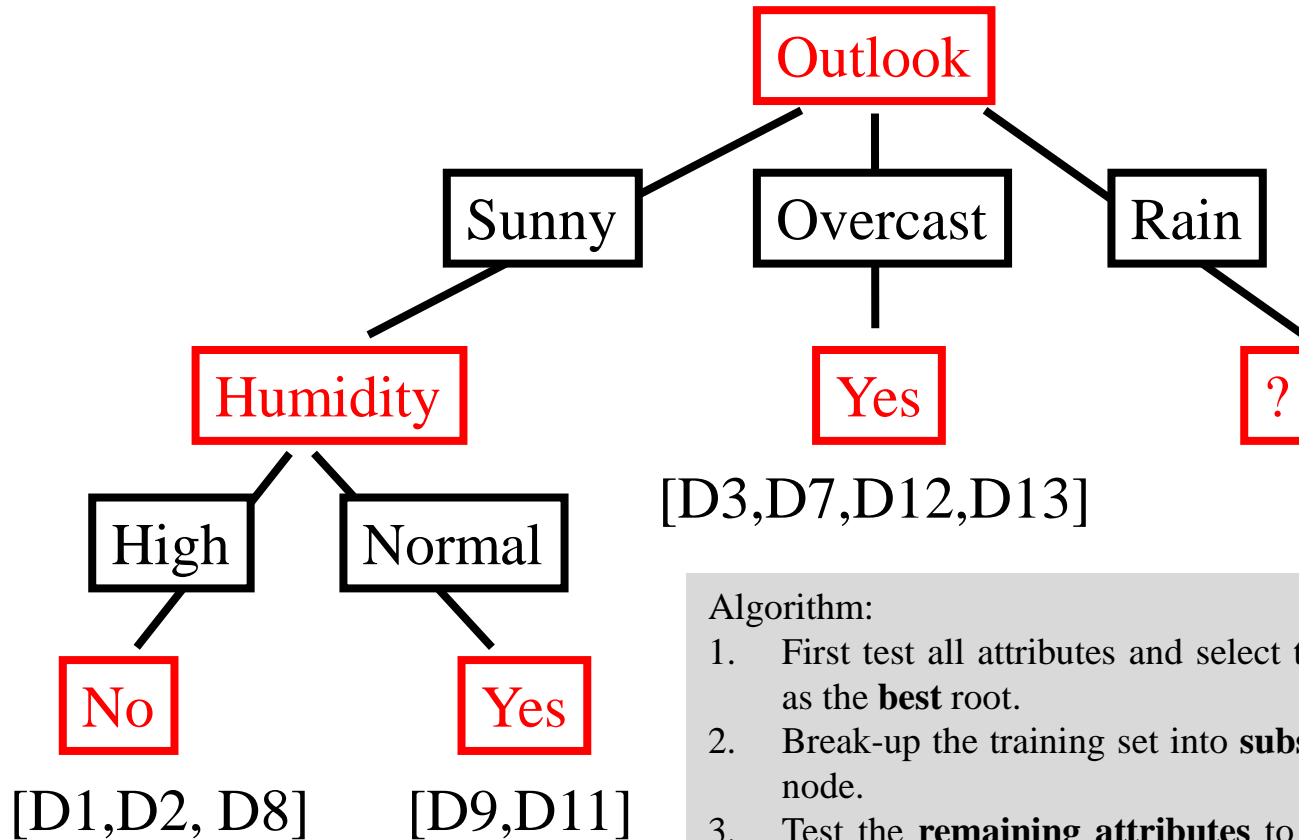 Outlook
Sunny
Overcast
Rain
Humidity
Yes
?
[D3,D7,D12,D13]
High
Normal
No
Yes
[D1,D2, D8]
[D9,D11]
Algorithm:
1. First test all attributes and select
as the best root.
2. Break-up the training set into
node.
3. Test the remaining attributes to